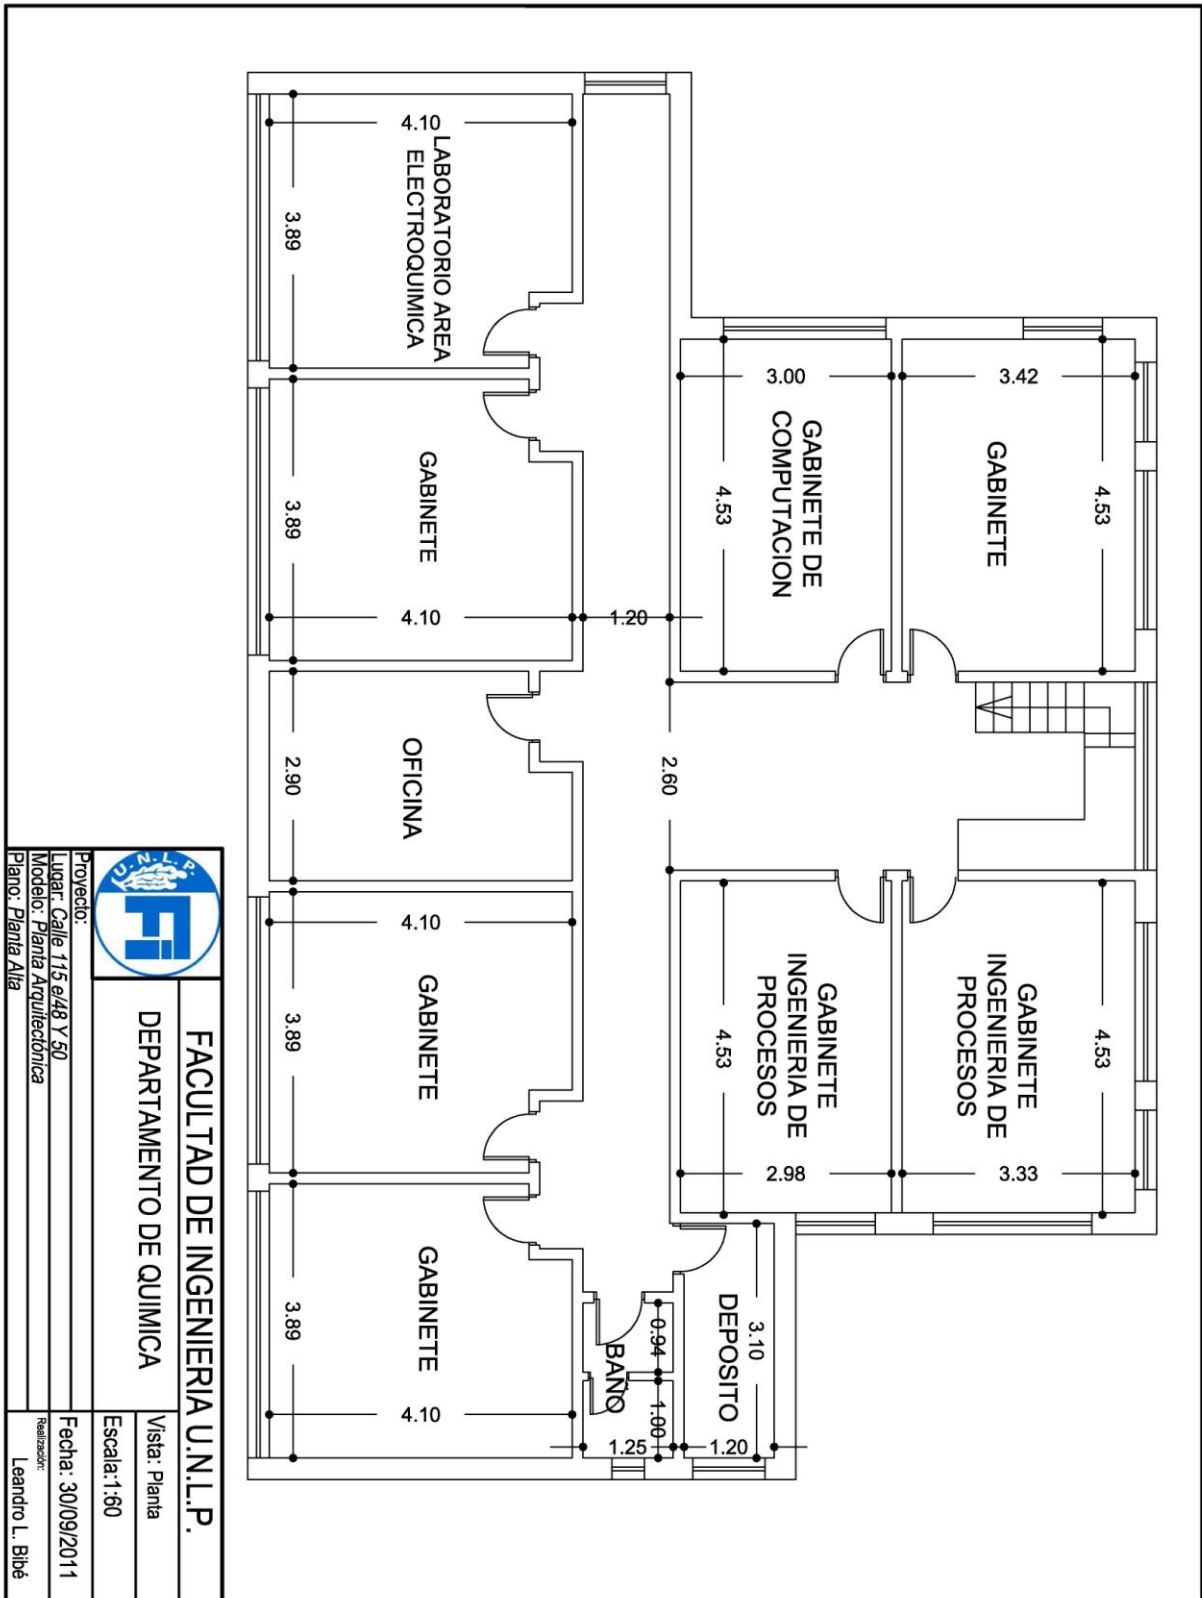 4.10
LABORATORIO AREA
ELECTROQUIMICA
3.89
GABINETE
3.89
4.10
1.20
3.00
GABINETE DE
COMPUTACION
4.53
3.42
GABINETE
4.53
OFICINA
2.90
2.60
4.10
GABINETE
3.89
GABINETE
INGENIERIA DE
PROCESOS
4.53
2.98
GABINETE
INGENIERIA DE
PROCESOS
4.53
3.33
GABINETE
3.89
4.10
BAÑO
0.94
1.00
1.25
DEPOSITO
3.10
1.20
U.N.L.P.
Fi
FACULTAD DE INGENIERIA U.N.L.P.
DEPARTAMENTO DE QUIMICA
Proyecto:
Lugar: Calle 115 e/48 Y 50
Modelo: Planta Arquitectónica
Plano: Planta Alta
Vista: Planta
Escala:1:60
Fecha: 30/09/2011
Realización:
Leandro L. Bibé